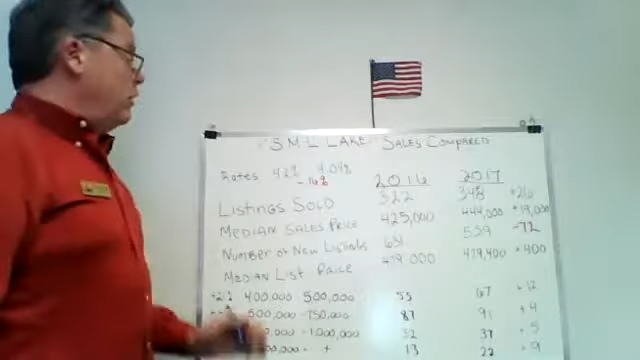 "SML LAKE" SALES COMPARED
Rates 4.2% 4.04%
-.16%
2016 2017
LISTINGS SOLD 322 348 +26
MEDIAN SALES PRICE 425,000 444,000 +19,000
NUMBER OF NEW LISTINGS 631 559 -72
MEDIAN LIST PRICE 479,000 479,400 +400
400,000 500,000 55 67 +12
500,000 -750,000 87 91 +4
-1,000,000 32 37 +5
+ 13 22 +9